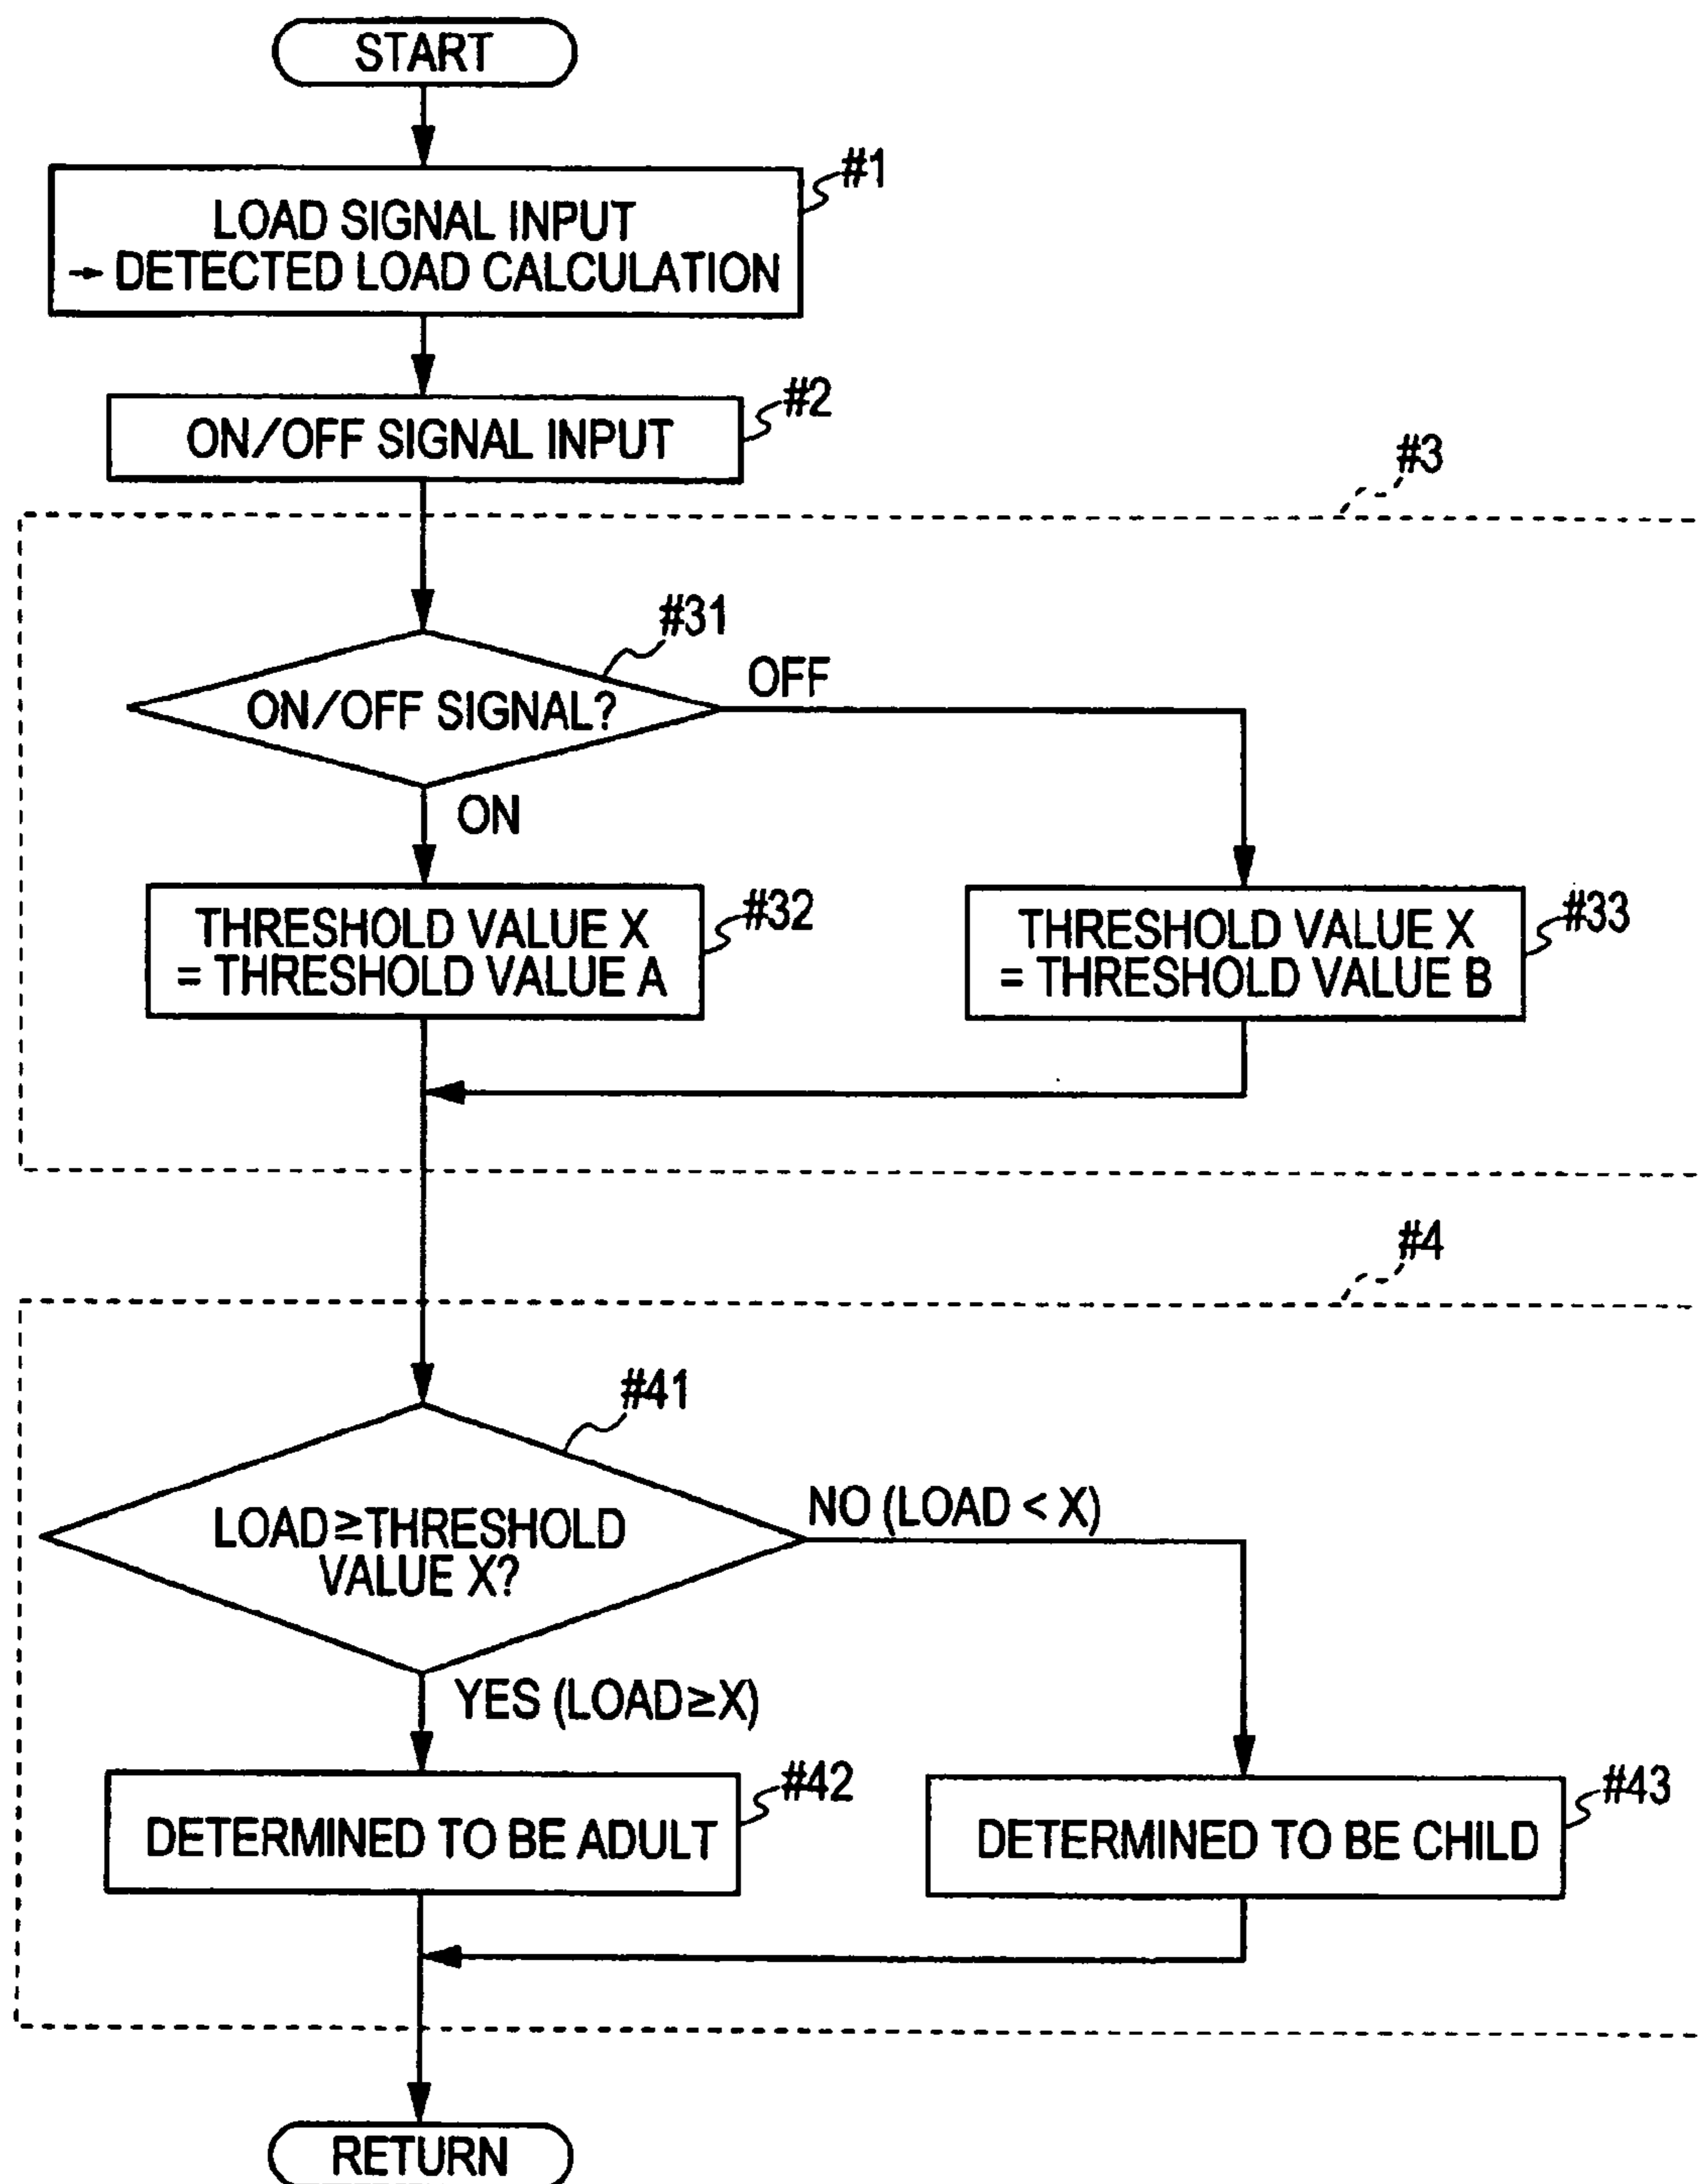 START
#1
LOAD SIGNAL INPUT
→ DETECTED LOAD CALCULATION
#2
ON/OFF SIGNAL INPUT
#3
#31
ON/OFF SIGNAL?
OFF
ON
#32
THRESHOLD VALUE X
= THRESHOLD VALUE A
#33
THRESHOLD VALUE X
= THRESHOLD VALUE B
#4
#41
LOAD≥THRESHOLD
VALUE X?
NO (LOAD < X)
YES (LOAD≥X)
#42
DETERMINED TO BE ADULT
#43
DETERMINED TO BE CHILD
RETURN